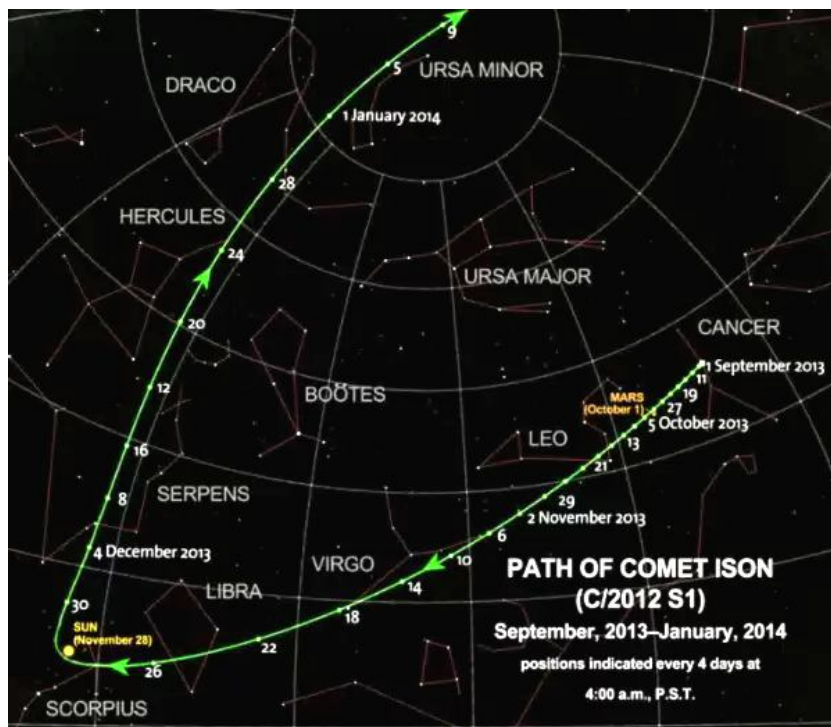 9
5
URSA MINOR
DRACO
1 January 2014
28
HERCULES
24
URSA MAJOR
20
CANCER
1 September 2013
11
12
BOÖTES
MARS
(October 1)
19
27
5 October 2013
16
LEO
13
21
SERPENS
8
29
2 November 2013
6
4 December 2013
VIRGO
10
PATH OF COMET ISON
(C/2012 S1)
14
LIBRA
30
18
September, 2013–January, 2014
SUN
(November 28)
22
26
positions indicated every 4 days at
4:00 a.m., P.S.T.
SCORPIUS